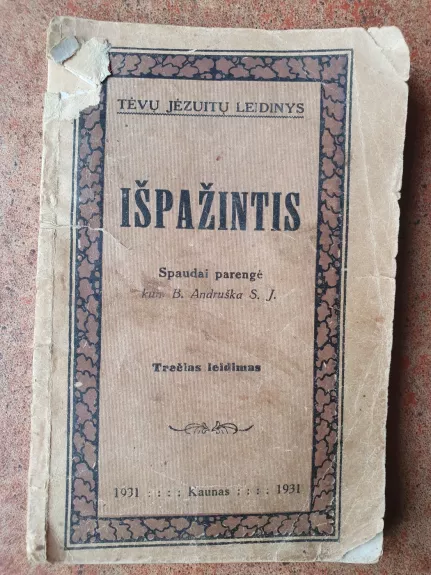 TĖVŲ JĖZUITŲ LEIDINYS
IŠPAŽINTIS
Spaudai parengė
kun. B. Andruška S. J.
Trečias leidimas
1931 : : : : Kaunas : : : : 1931